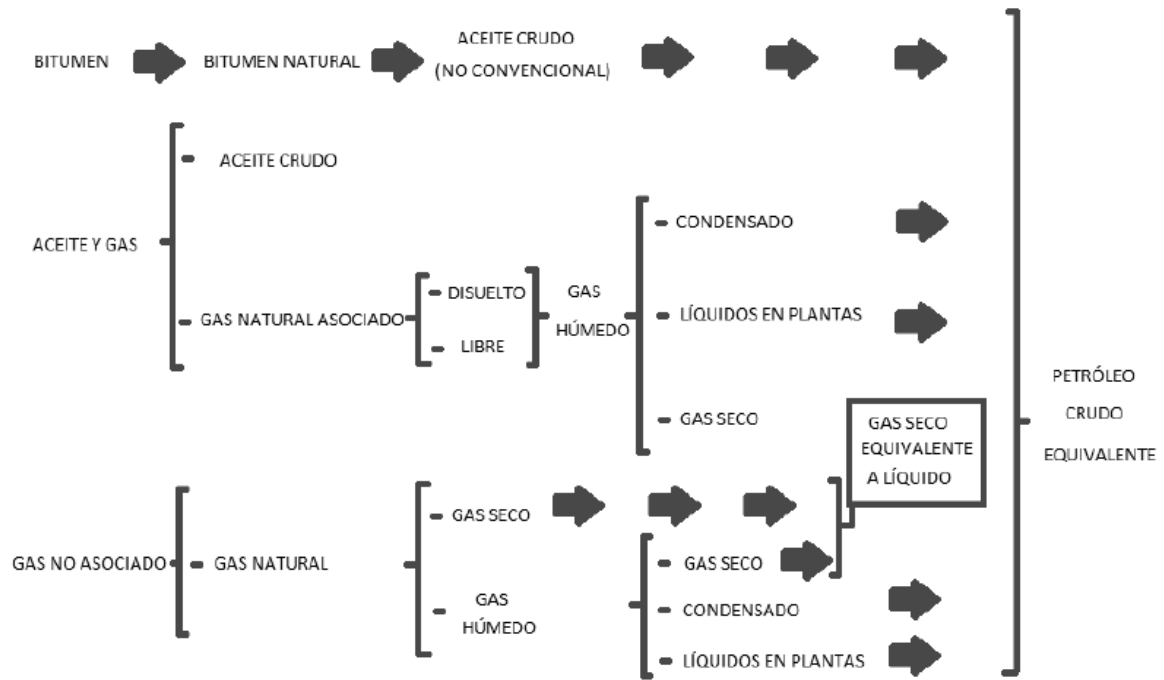 BITUMEN
BITUMEN NATURAL
ACEITE CRUDO
(NO CONVENCIONAL)
ACEITE Y GAS
ACEITE CRUDO
GAS NATURAL ASOCIADO
DISUELTO
LIBRE
GAS
HÚMEDO
CONDENSADO
LÍQUIDOS EN PLANTAS
GAS SECO
GAS SECO
EQUIVALENTE
A LÍQUIDO
PETRÓLEO
CRUDO
EQUIVALENTE
GAS NO ASOCIADO
GAS NATURAL
GAS SECO
GAS
HÚMEDO
GAS SECO
CONDENSADO
LÍQUIDOS EN PLANTAS